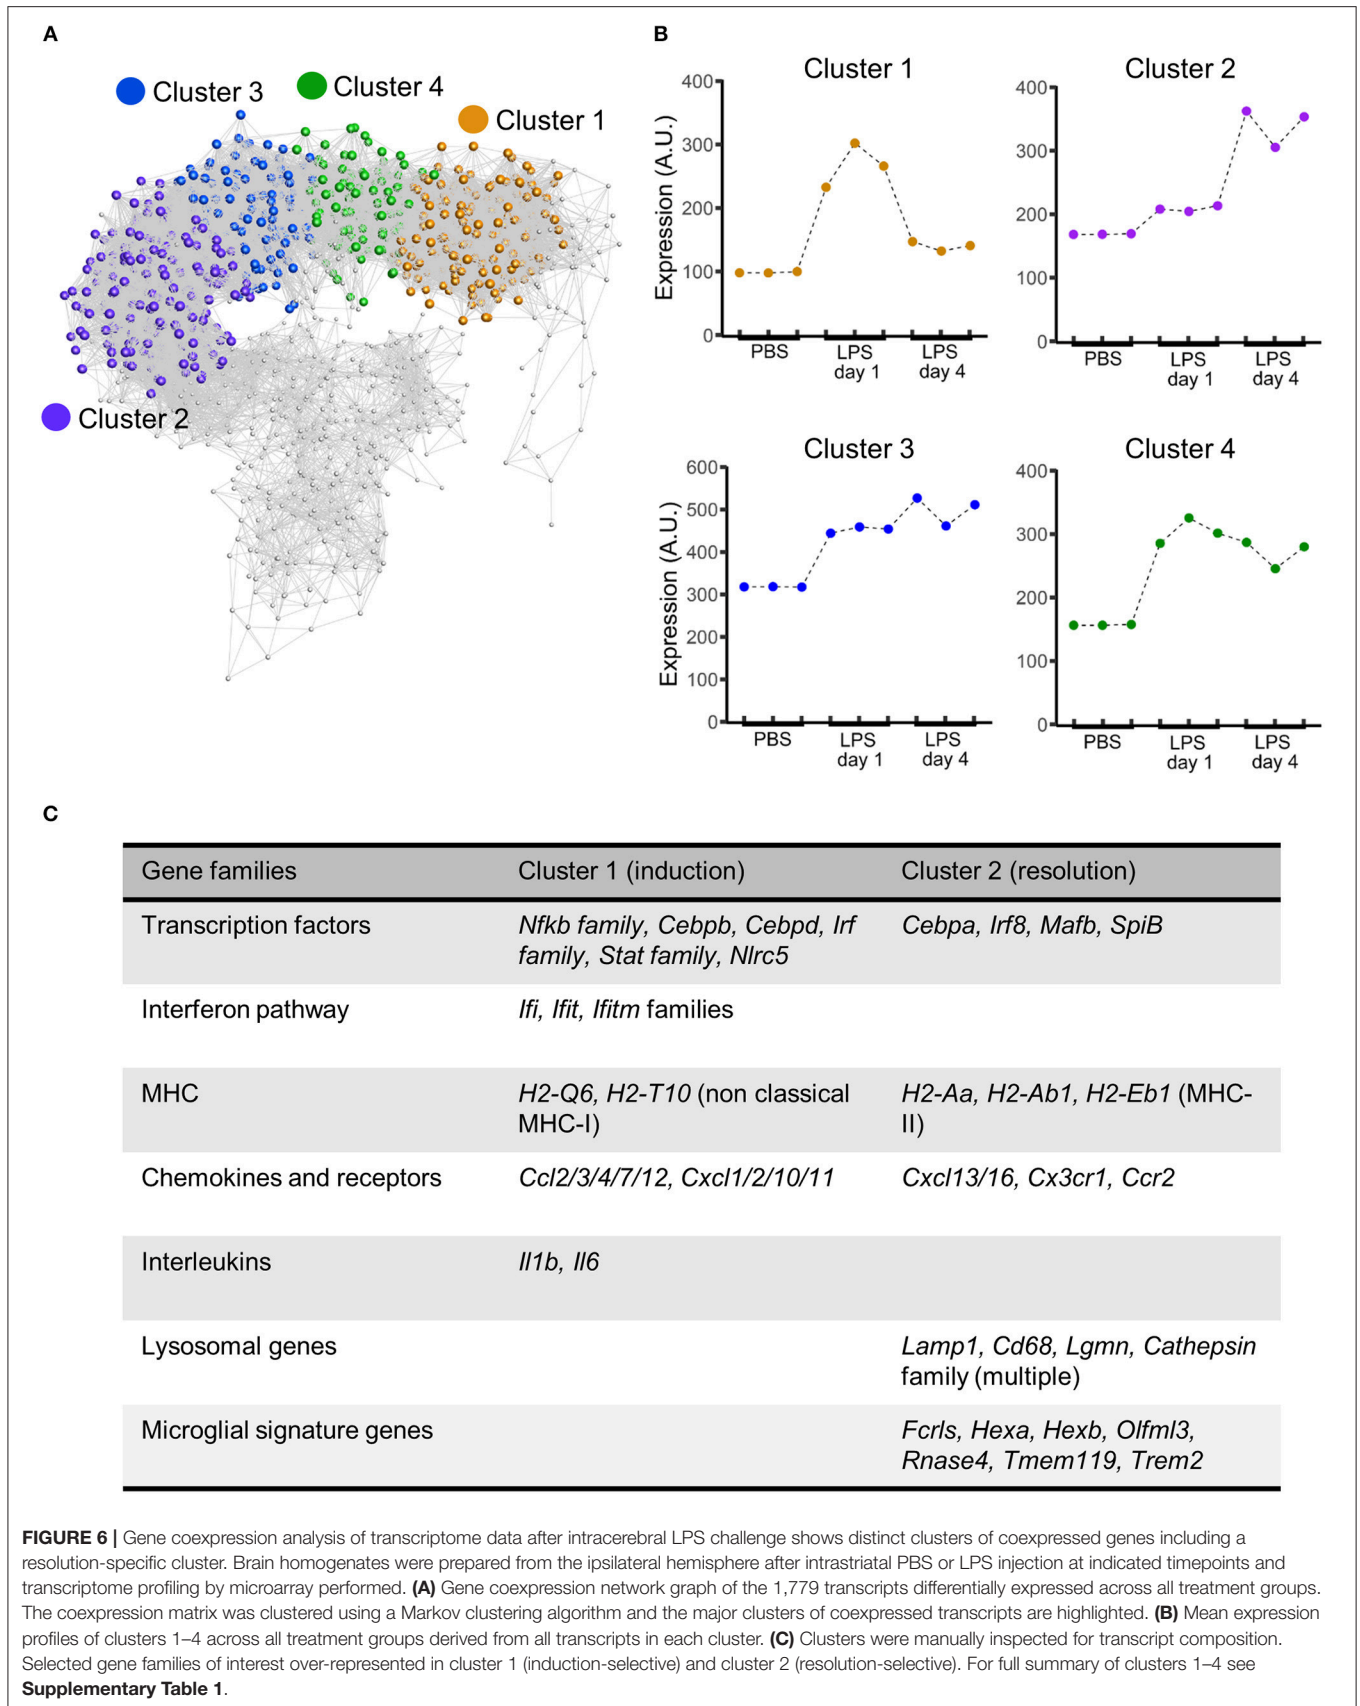 A
Cluster 3
Cluster 4
Cluster 1
Cluster 2
B
Cluster 1
Expression (A.U.)
400
300
200
100
0
PBS
LPS
day 1
LPS
day 4
Cluster 2
400
300
200
100
0
PBS
LPS
day 1
LPS
day 4
Cluster 3
Expression (A.U.)
600
500
400
300
200
100
0
PBS
LPS
day 1
LPS
day 4
Cluster 4
400
300
200
100
0
PBS
LPS
day 1
LPS
day 4
C
Gene families Cluster 1 (induction) Cluster 2 (resolution)
Transcription factors Nfkb family, Cebpb, Cebpd, Irf Cebpa, Irf8, Mafb, SpiB
family, Stat family, Nlrc5
Interferon pathway Ifi, Ifit, Ifitm families
MHC H2-Q6, H2-T10 (non classical H2-Aa, H2-Ab1, H2-Eb1 (MHC-
MHC-I) II)
Chemokines and receptors Ccl2/3/4/7/12, Cxcl1/2/10/11 Cxcl13/16, Cx3cr1, Ccr2
Interleukins Il1b, Il6
Lysosomal genes Lamp1, Cd68, Lgmn, Cathepsin
family (multiple)
Microglial signature genes Fcrls, Hexa, Hexb, Olfml3,
Rnase4, Tmem119, Trem2
FIGURE 6 | Gene coexpression analysis of transcriptome data after intracerebral LPS challenge shows distinct clusters of coexpressed genes including a
resolution-specific cluster. Brain homogenates were prepared from the ipsilateral hemisphere after intrastriatal PBS or LPS injection at indicated timepoints and
transcriptome profiling by microarray performed. (A) Gene coexpression network graph of the 1,779 transcripts differentially expressed across all treatment groups.
The coexpression matrix was clustered using a Markov clustering algorithm and the major clusters of coexpressed transcripts are highlighted. (B) Mean expression
profiles of clusters 1–4 across all treatment groups derived from all transcripts in each cluster. (C) Clusters were manually inspected for transcript composition.
Selected gene families of interest over-represented in cluster 1 (induction-selective) and cluster 2 (resolution-selective). For full summary of clusters 1–4 see
Supplementary Table 1.